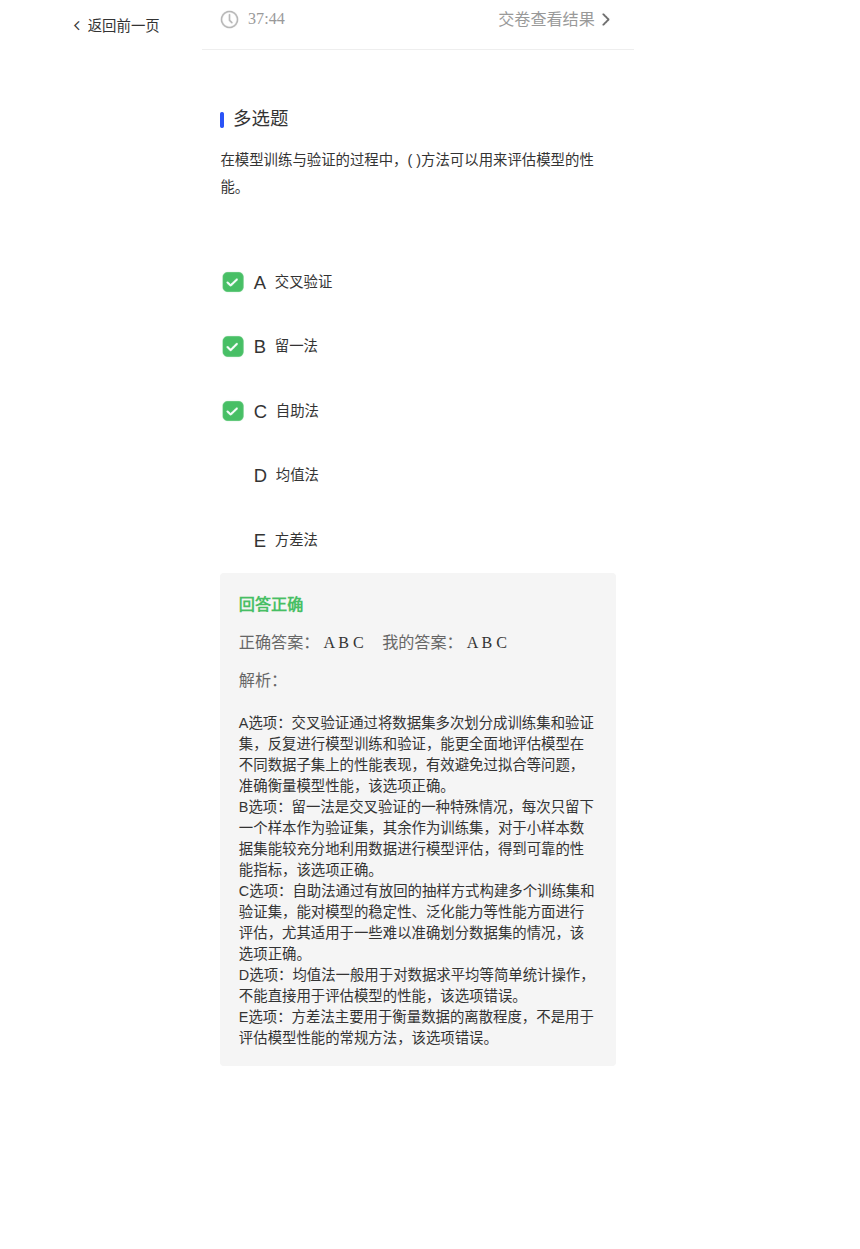 返回前一页
37:44
交卷查看结果
多选题
在模型训练与验证的过程中，( )方法可以用来评估模型的性
能。
A 交叉验证
B 留一法
C 自助法
D 均值法
E 方差法
回答正确
正确答案： A B C 我的答案： A B C
解析：
A选项：交叉验证通过将数据集多次划分成训练集和验证
集，反复进行模型训练和验证，能更全面地评估模型在
不同数据子集上的性能表现，有效避免过拟合等问题，
准确衡量模型性能，该选项正确。
B选项：留一法是交叉验证的一种特殊情况，每次只留下
一个样本作为验证集，其余作为训练集，对于小样本数
据集能较充分地利用数据进行模型评估，得到可靠的性
能指标，该选项正确。
C选项：自助法通过有放回的抽样方式构建多个训练集和
验证集，能对模型的稳定性、泛化能力等性能方面进行
评估，尤其适用于一些难以准确划分数据集的情况，该
选项正确。
D选项：均值法一般用于对数据求平均等简单统计操作，
不能直接用于评估模型的性能，该选项错误。
E选项：方差法主要用于衡量数据的离散程度，不是用于
评估模型性能的常规方法，该选项错误。